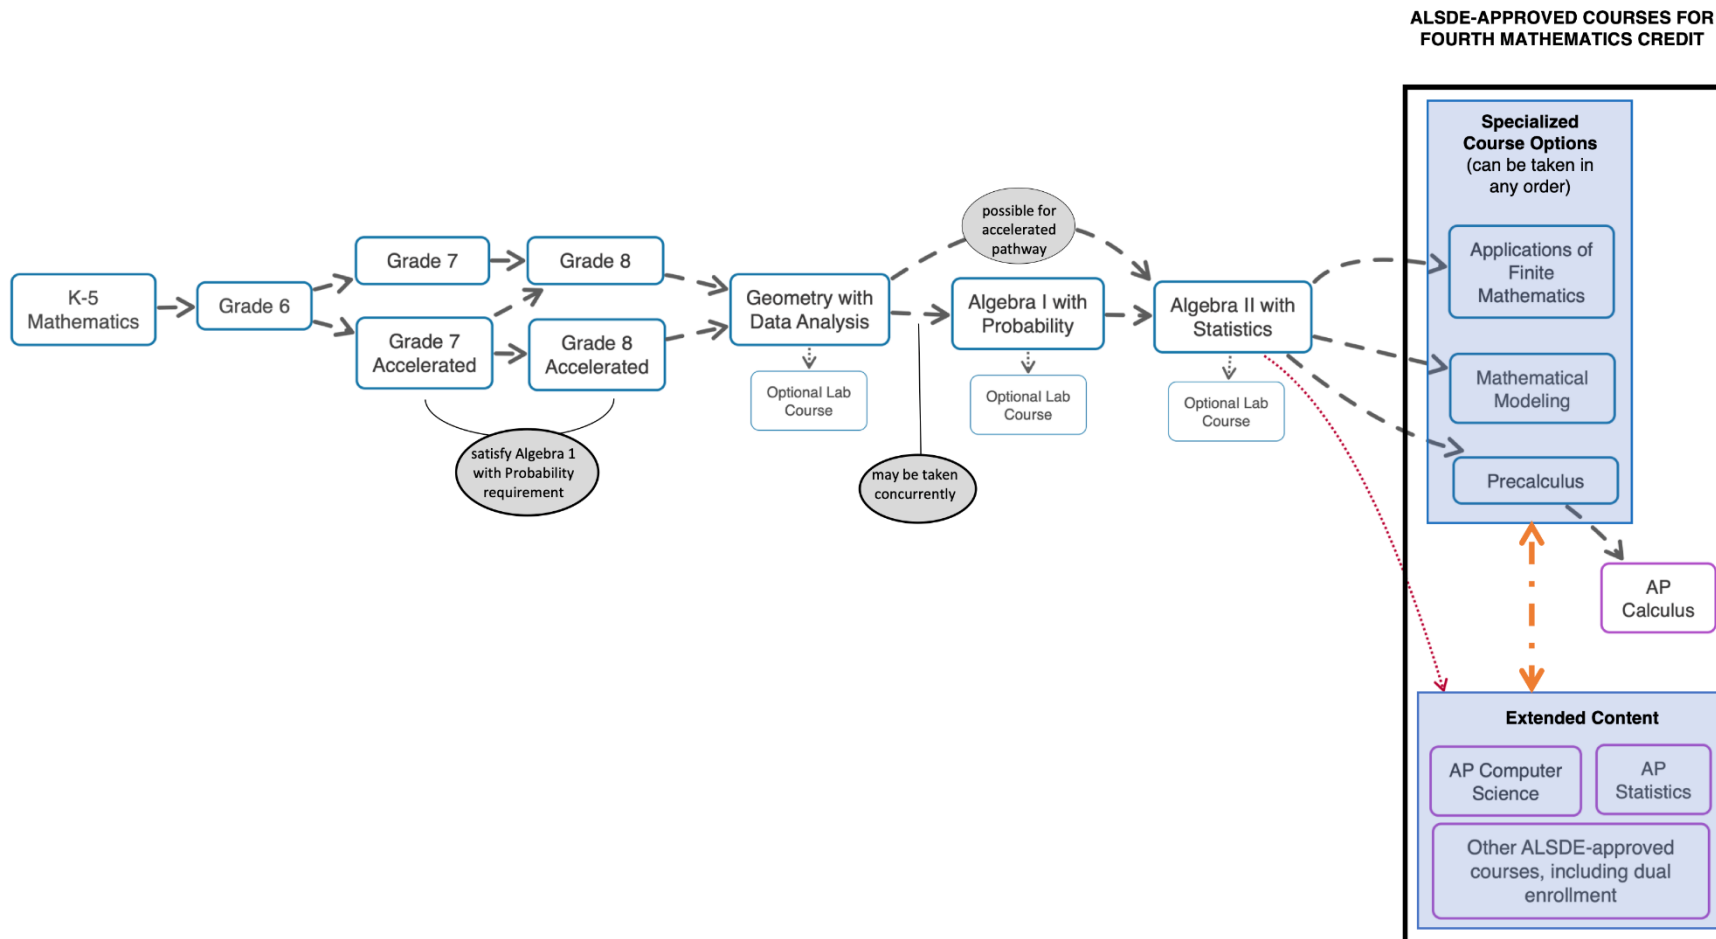 ALSDE-APPROVED COURSES FOR
FOURTH MATHEMATICS CREDIT
K-5
Mathematics
Grade 6
Grade 7
Grade 8
Grade 7
Accelerated
Grade 8
Accelerated
satisfy Algebra 1
with Probability
requirement
Geometry with
Data Analysis
Optional Lab
Course
may be taken
concurrently
possible for
accelerated
pathway
Algebra I with
Probability
Optional Lab
Course
Algebra II with
Statistics
Optional Lab
Course
Specialized
Course Options
(can be taken in
any order)
Applications of
Finite
Mathematics
Mathematical
Modeling
Precalculus
AP
Calculus
Extended Content
AP Computer
Science
AP
Statistics
Other ALSDE-approved
courses, including dual
enrollment